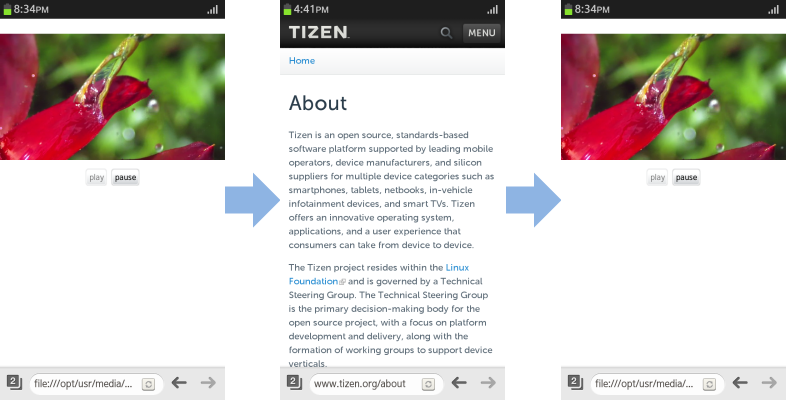 8:34PM
play pause
2 file:///opt/usr/media/...
4:41PM
TIZEN MENU
Home
About
Tizen is an open source, standards-based
software platform supported by leading mobile
operators, device manufacturers, and silicon
suppliers for multiple device categories such as
smartphones, tablets, netbooks, in-vehicle
infotainment devices, and smart TVs. Tizen
offers an innovative operating system,
applications, and a user experience that
consumers can take from device to device.
The Tizen project resides within the Linux
Foundation and is governed by a Technical
Steering Group. The Technical Steering Group
is the primary decision-making body for the
open source project, with a focus on platform
development and delivery, along with the
formation of working groups to support device
verticals.
2 www.tizen.org/about
8:34PM
play pause
2 file:///opt/usr/media/...